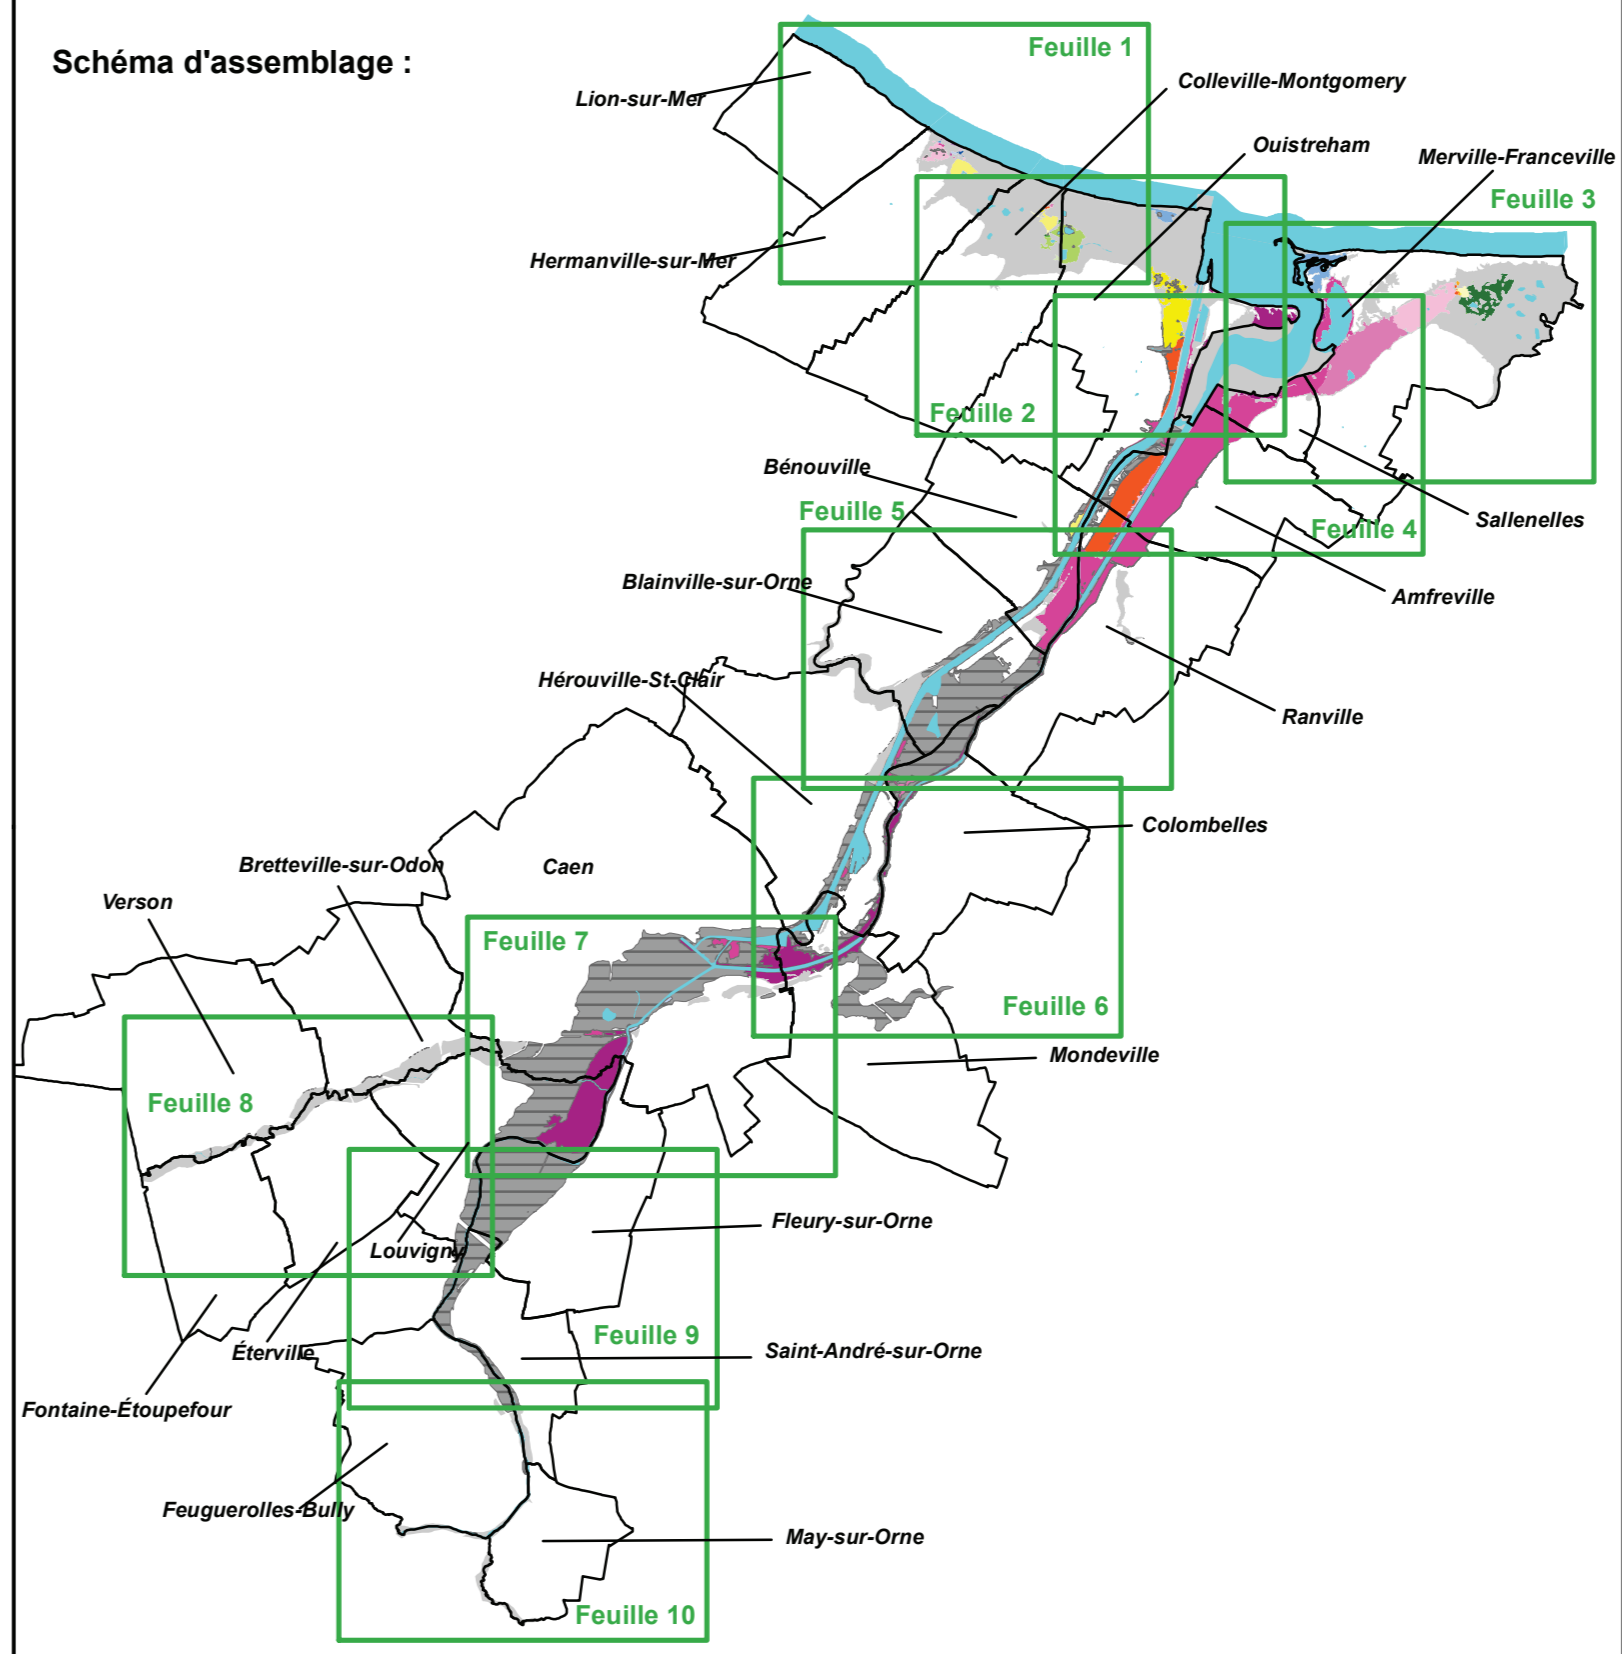 Schéma d'assemblage :
Feuille 1
Colleville-Montgomery
Lion-sur-Mer
Ouistreham
Merville-Franceville
Feuille 3
Hermanville-sur-Mer
Feuille 2
Bénouville
Feuille 5
Sallenelles
Feuille 4
Blainville-sur-Orne
Amfreville
Hérouville-St-Clair
Ranville
Colombelles
Bretteville-sur-Odon
Caen
Verson
Feuille 7
Feuille 6
Mondeville
Feuille 8
Fleury-sur-Orne
Louvigny
Feuille 9
Éterville
Saint-André-sur-Orne
Fontaine-Étoupefour
Feuguerolles-Bully
May-sur-Orne
Feuille 10